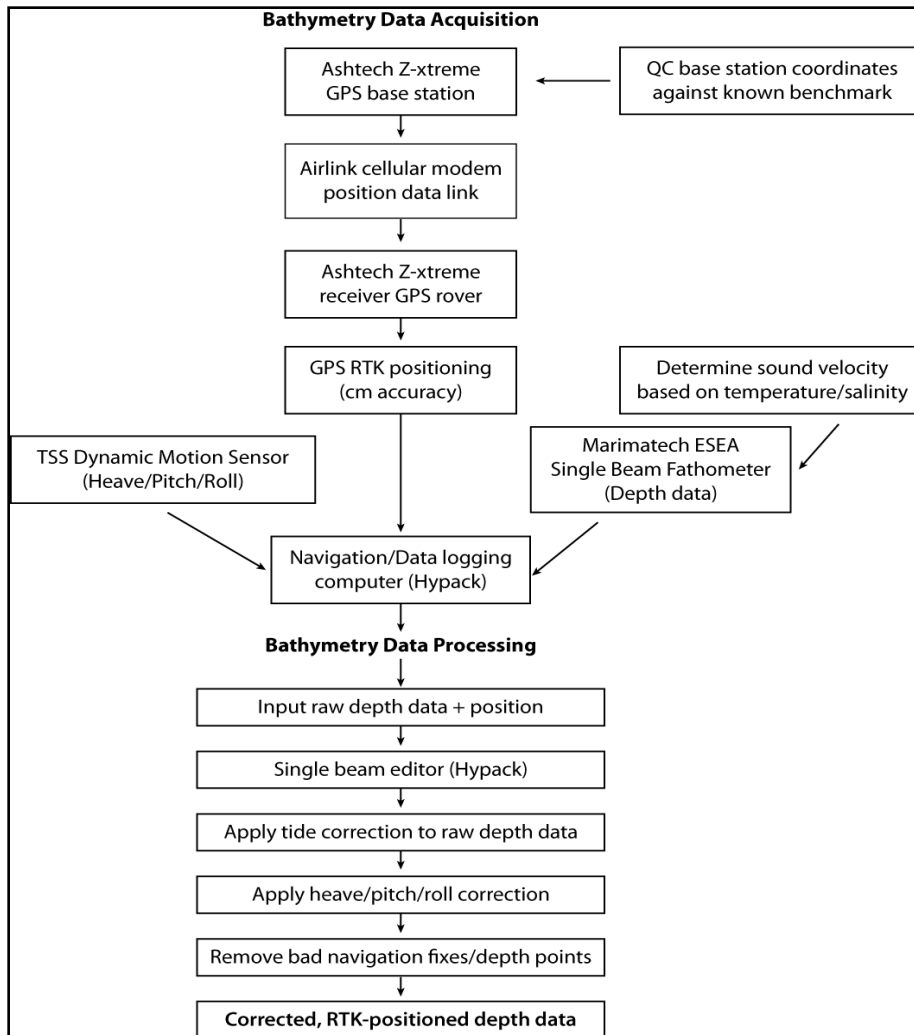 Bathymetry Data Acquisition
Ashtech Z-xtreme
GPS base station
QC base station coordinates
against known benchmark
Airlink cellular modem
position data link
Ashtech Z-xtreme
receiver GPS rover
GPS RTK positioning
(cm accuracy)
Determine sound velocity
based on temperature/salinity
TSS Dynamic Motion Sensor
(Heave/Pitch/Roll)
Marimatech ESEA
Single Beam Fathometer
(Depth data)
Navigation/Data logging
computer (Hypack)
Bathymetry Data Processing
Input raw depth data + position
Single beam editor (Hypack)
Apply tide correction to raw depth data
Apply heave/pitch/roll correction
Remove bad navigation fixes/depth points
Corrected, RTK-positioned depth data